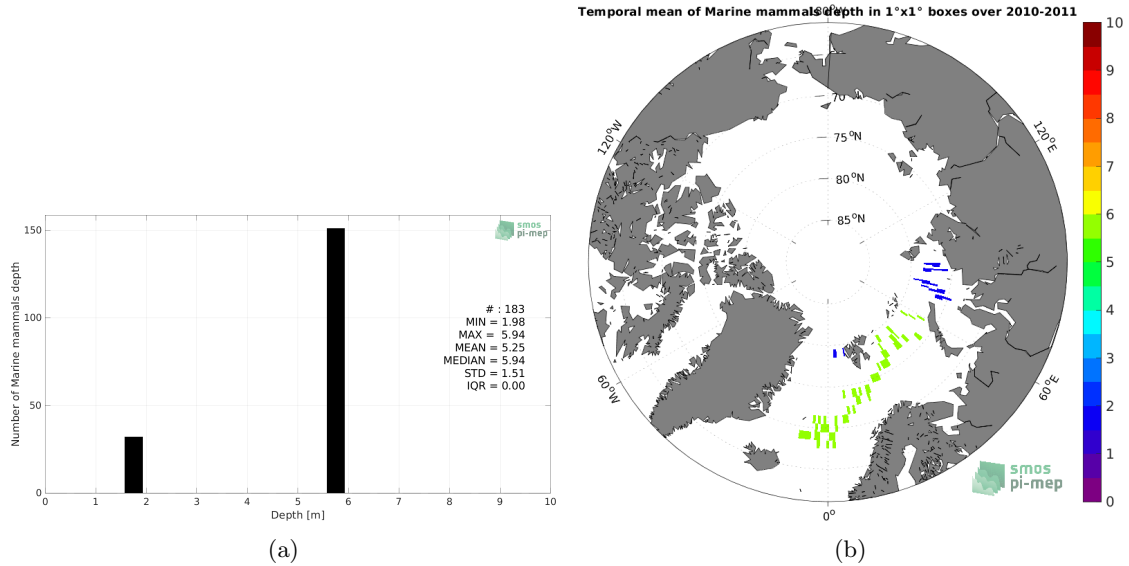 Temporal mean of Marine mammals depth in 1°x1° boxes over 2010-2011
180°W
Number of Marine mammals depth
150
100
50
0
smos
pi-mep
# : 183
MIN = 1.98
MAX = 5.94
MEAN = 5.25
MEDIAN = 5.94
STD = 1.51
IQR = 0.00
0 1 2 3 4 5 6 7 8 9 10
Depth [m]
(a)
120°W
120°E
70°N
75°N
80°N
85°N
60°W
60°E
0°
smos
pi-mep
10
9
8
7
6
5
4
3
2
1
0
(b)